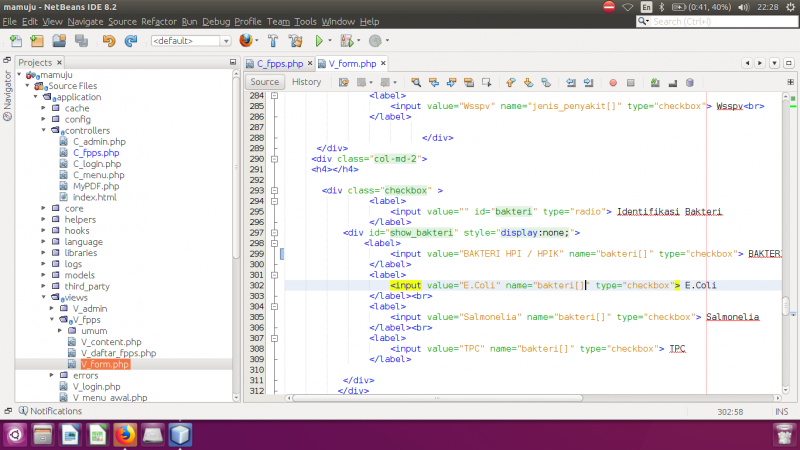 mamuju - NetBeans IDE 8.2
En
(0:41, 40%)
22:28
File Edit View Navigate Source Refactor Run Debug Profile Team Tools Window Help
Search (Ctrl+I)
<default>
Projects
C_fpps.php
V_form.php
Navigator
Source
History
mamuju
Source Files
application
cache
config
controllers
C_admin.php
C_fpps.php
C_login.php
C_menu.php
MyPDF.php
index.html
core
helpers
hooks
language
libraries
logs
models
third_party
views
V_admin
V_fpps
umum
V_content.php
V_daftar_fpps.php
V_form.php
errors
V_login.php
V_menu_awal.php
284 <label>
285 <input value="Wsspv" name="jenis_penyakit[]" type="checkbox"> Wsspv<br>
286 </label>
287
288 </div>
289 </div>
290 <div class="col-md-2">
291 <h4></h4>
292
293 <div class="checkbox" >
294 <label>
295 <input value="" id="bakteri" type="radio"> Identifikasi Bakteri
296 </label>
297 <div id="show_bakteri" style="display:none;">
298 <label>
<input value="BAKTERI HPI / HPIK" name="bakteri[]" type="checkbox"> BAKTERI
300 </label>
301 <label>
302 <input value="E.Coli" name="bakteri[]" type="checkbox"> E.Coli
303 </label><br>
304 <label>
305 <input value="Salmonelia" name="bakteri[]" type="checkbox"> Salmonelia
306 </label><br>
307 <label>
308 <input value="TPC" name="bakteri[]" type="checkbox"> TPC
309 </label>
310
311 </div>
312 </div>
Notifications
302:58
INS